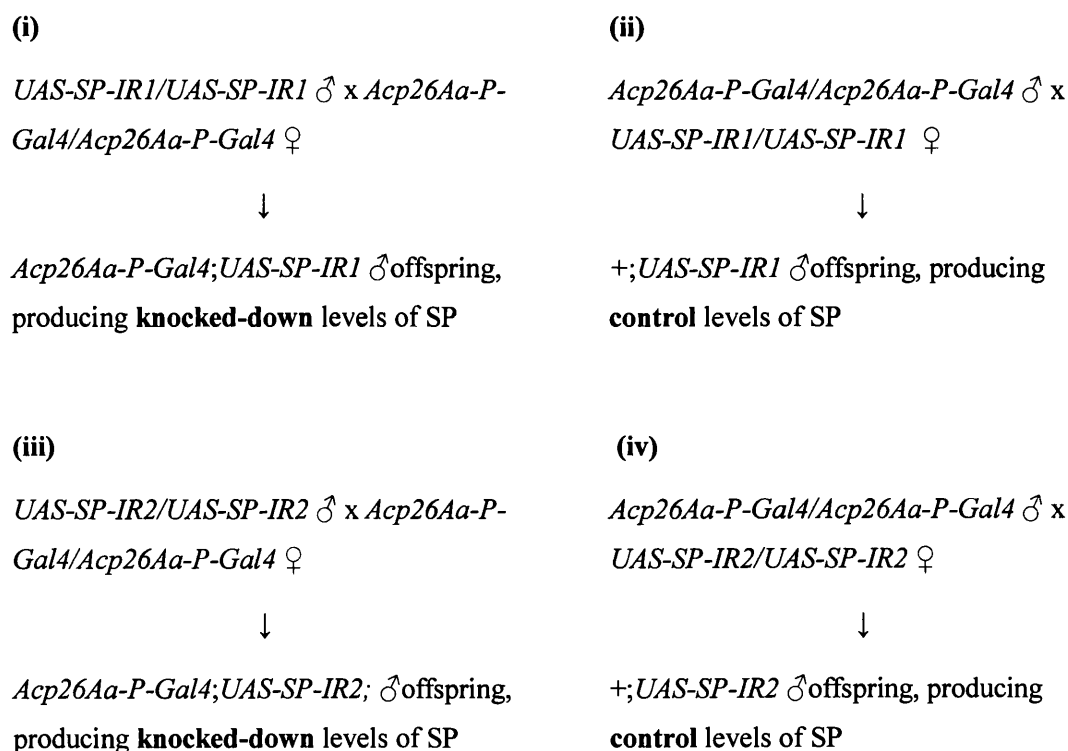 (i)
UAS-SP-IR1/UAS-SP-IR1 ♂ x Acp26Aa-P-
Gal4/Acp26Aa-P-Gal4 ♀
↓
Acp26Aa-P-Gal4;UAS-SP-IR1 ♂offspring,
producing knocked-down levels of SP
(ii)
Acp26Aa-P-Gal4/Acp26Aa-P-Gal4 ♂ x
UAS-SP-IR1/UAS-SP-IR1 ♀
↓
+;UAS-SP-IR1 ♂offspring, producing
control levels of SP
(iii)
UAS-SP-IR2/UAS-SP-IR2 ♂ x Acp26Aa-P-
Gal4/Acp26Aa-P-Gal4 ♀
↓
Acp26Aa-P-Gal4;UAS-SP-IR2; ♂offspring,
producing knocked-down levels of SP
(iv)
Acp26Aa-P-Gal4/Acp26Aa-P-Gal4 ♂ x
UAS-SP-IR2/UAS-SP-IR2 ♀
↓
+;UAS-SP-IR2 ♂offspring, producing
control levels of SP